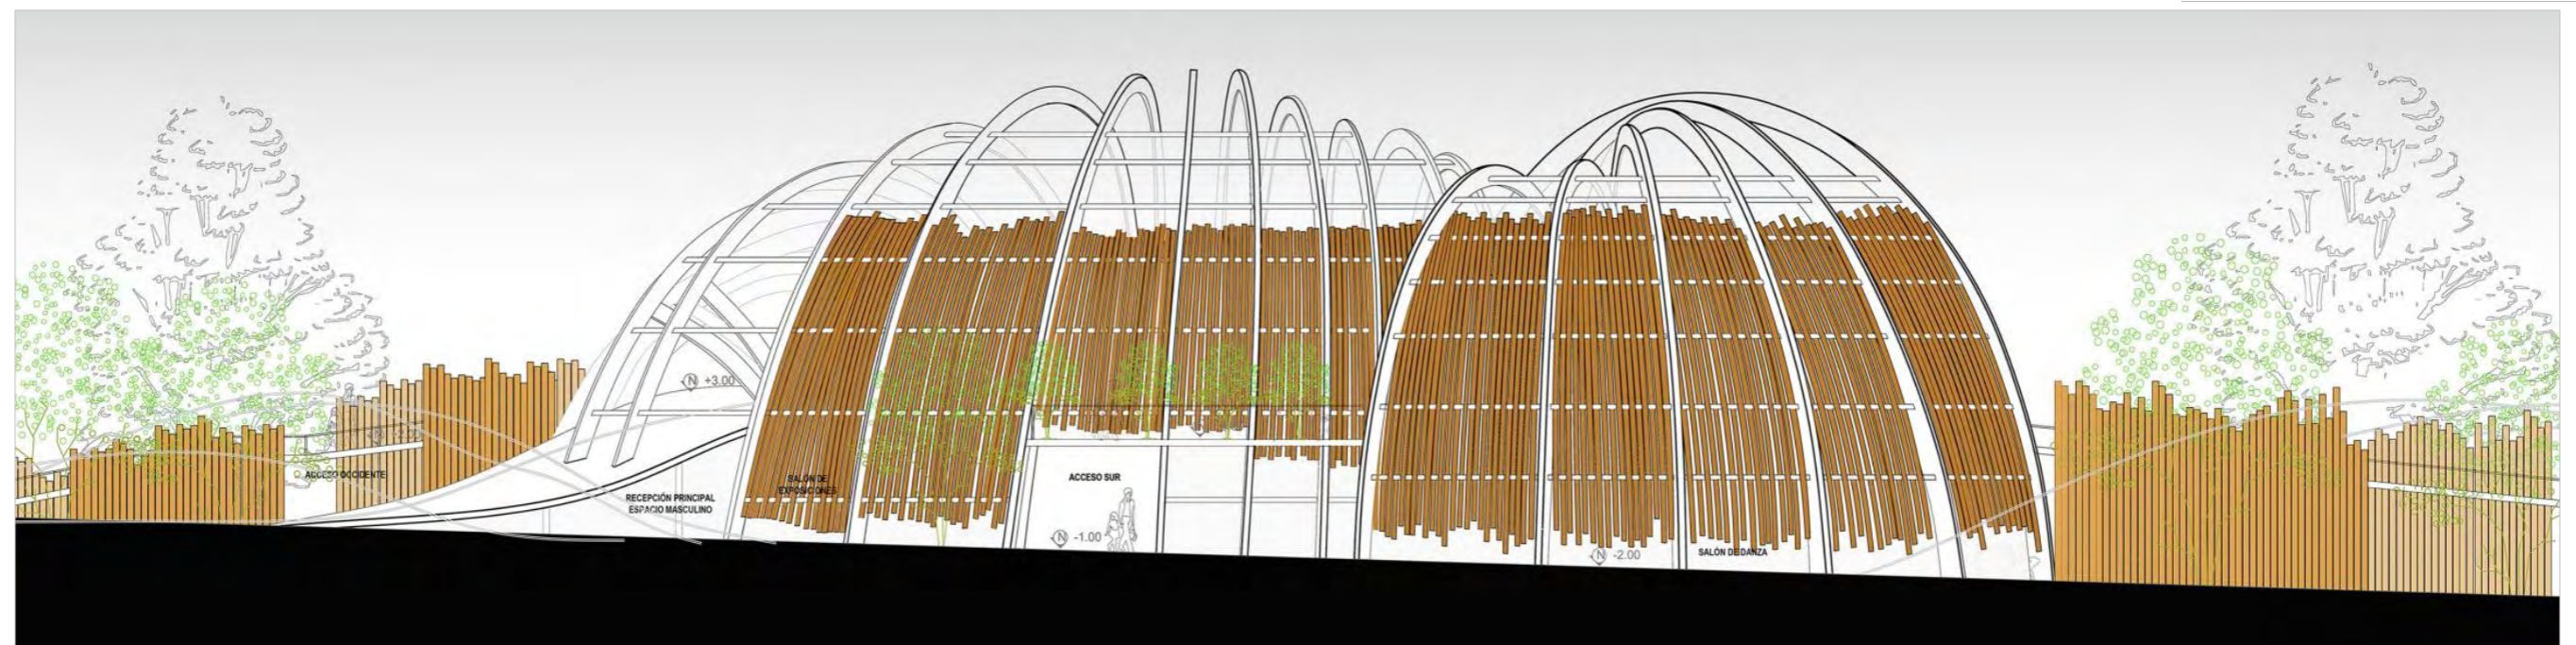 N +3.00
ACCESO OCCIDENTE
SALÓN DE
EXPOSICIONES
RECEPCIÓN PRINCIPAL
ESPACIO MASCULINO
ACCESO SUR
N -1.00
N -2.00
SALÓN DE DANZA